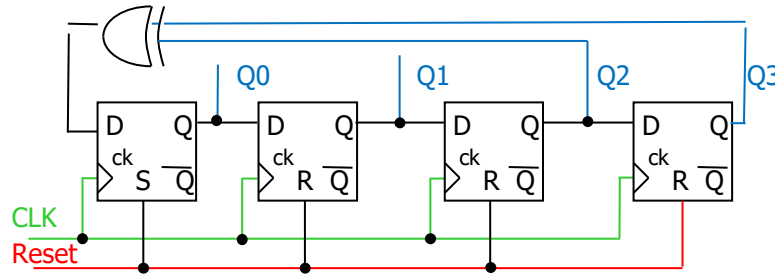 Q0 Q1 Q2 Q3
D Q D Q D Q D Q
ck ck ck ck
S Q R Q R Q R Q
CLK
Reset